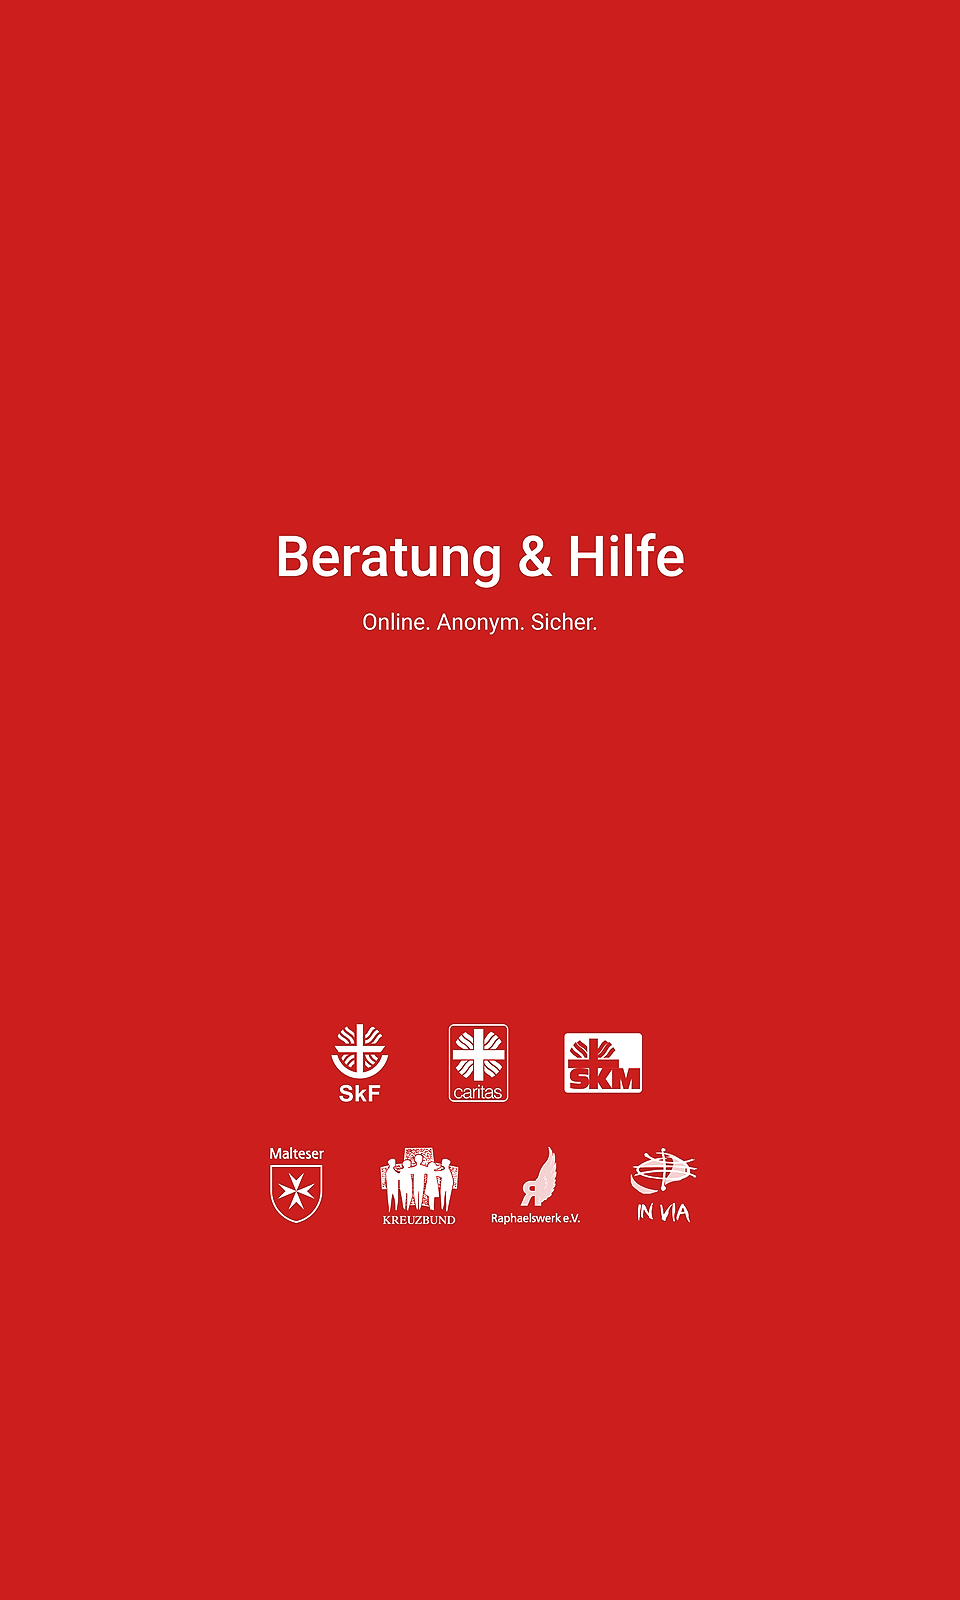 Beratung & Hilfe
Online. Anonym. Sicher.
SkF
caritas
SKM
Malteser
KREUZBUND
Raphaelswerk e.V.
IN VIA